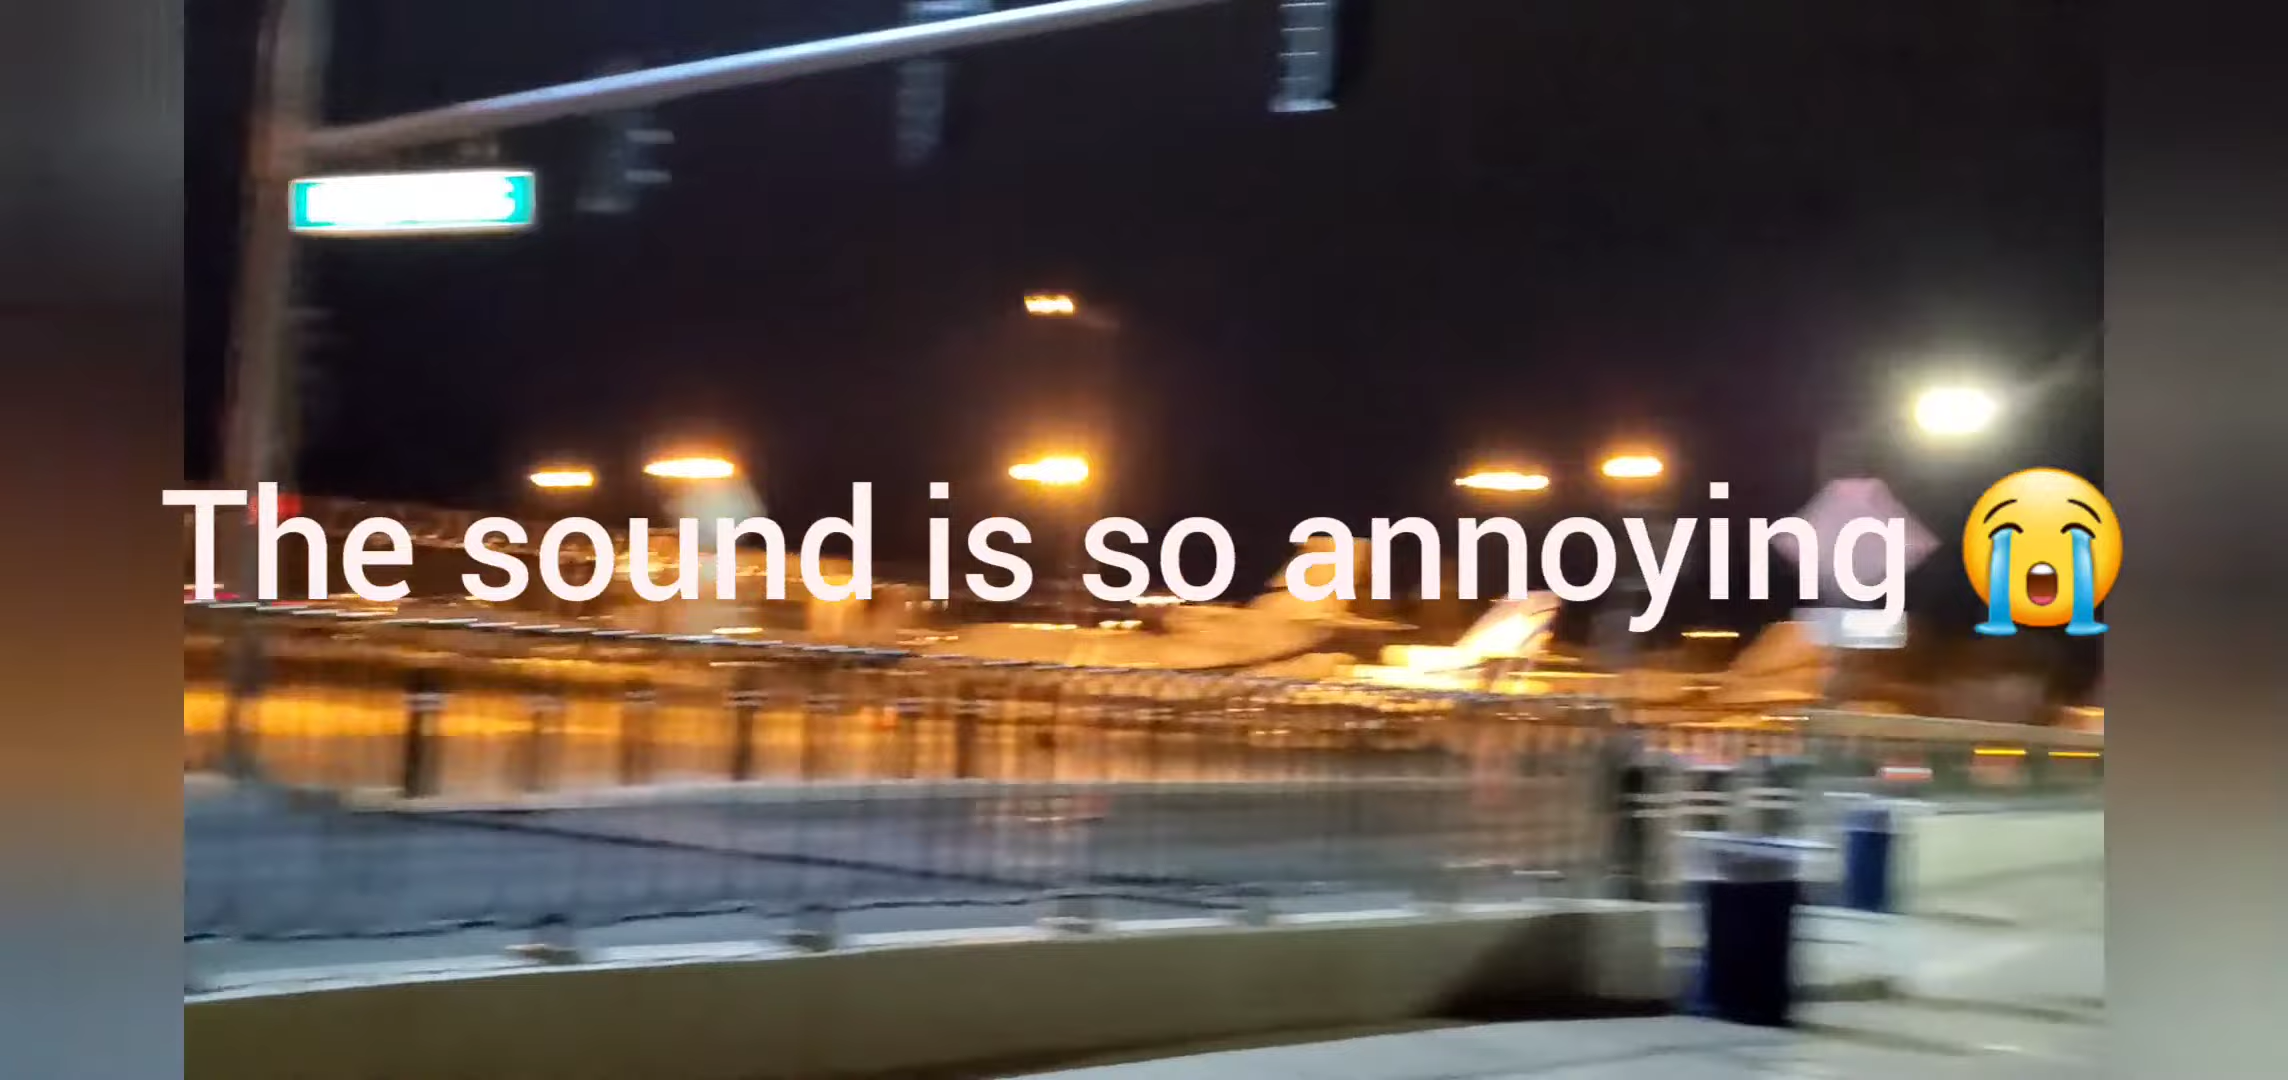 The sound is so annoying 😭